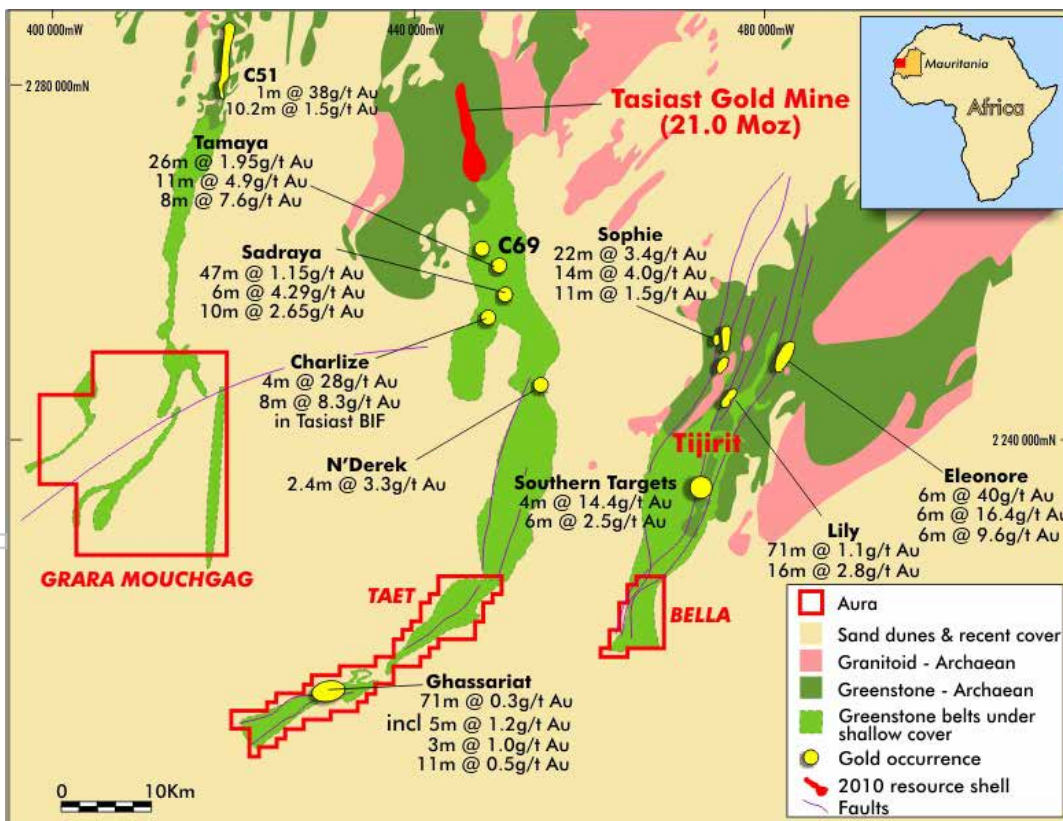 400 000mW
440 000mW
480 000mW
2 280 000mN
C51
1m @ 38g/t Au
10.2m @ 1.5g/t Au
Tamaya
26m @ 1.95g/t Au
11m @ 4.9g/t Au
8m @ 7.6g/t Au
Tasiast Gold Mine
(21.0 Moz)
Mauritania
Africa
C69
Sadraya
47m @ 1.15g/t Au
6m @ 4.29g/t Au
10m @ 2.65g/t Au
Sophie
22m @ 3.4g/t Au
14m @ 4.0g/t Au
11m @ 1.5g/t Au
Charlize
4m @ 28g/t Au
8m @ 8.3g/t Au
in Tasiast BIF
N'Derek
2.4m @ 3.3g/t Au
Tijirit
2 240 000mN
Southern Targets
4m @ 14.4g/t Au
6m @ 2.5g/t Au
Eleonore
6m @ 40g/t Au
6m @ 16.4g/t Au
6m @ 9.6g/t Au
Lily
71m @ 1.1g/t Au
16m @ 2.8g/t Au
GRARA MOUCHGAG
TAET
BELLA
Ghassariat
71m @ 0.3g/t Au
incl 5m @ 1.2g/t Au
3m @ 1.0g/t Au
11m @ 0.5g/t Au
0
10Km
Aura
Sand dunes & recent cover
Granitoid - Archaean
Greenstone - Archaean
Greenstone belts under
shallow cover
Gold occurrence
2010 resource shell
Faults